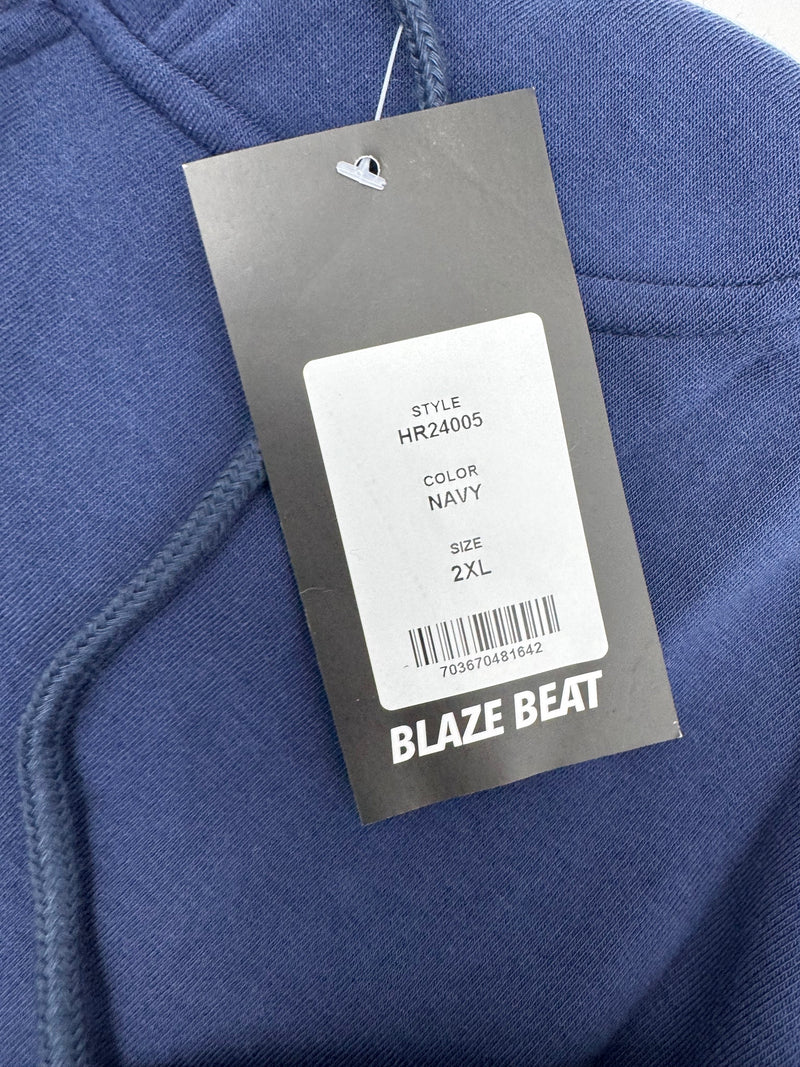 STYLE
HR24005
COLOR
NAVY
SIZE
2XL
703670481642
BLAZE BEAT